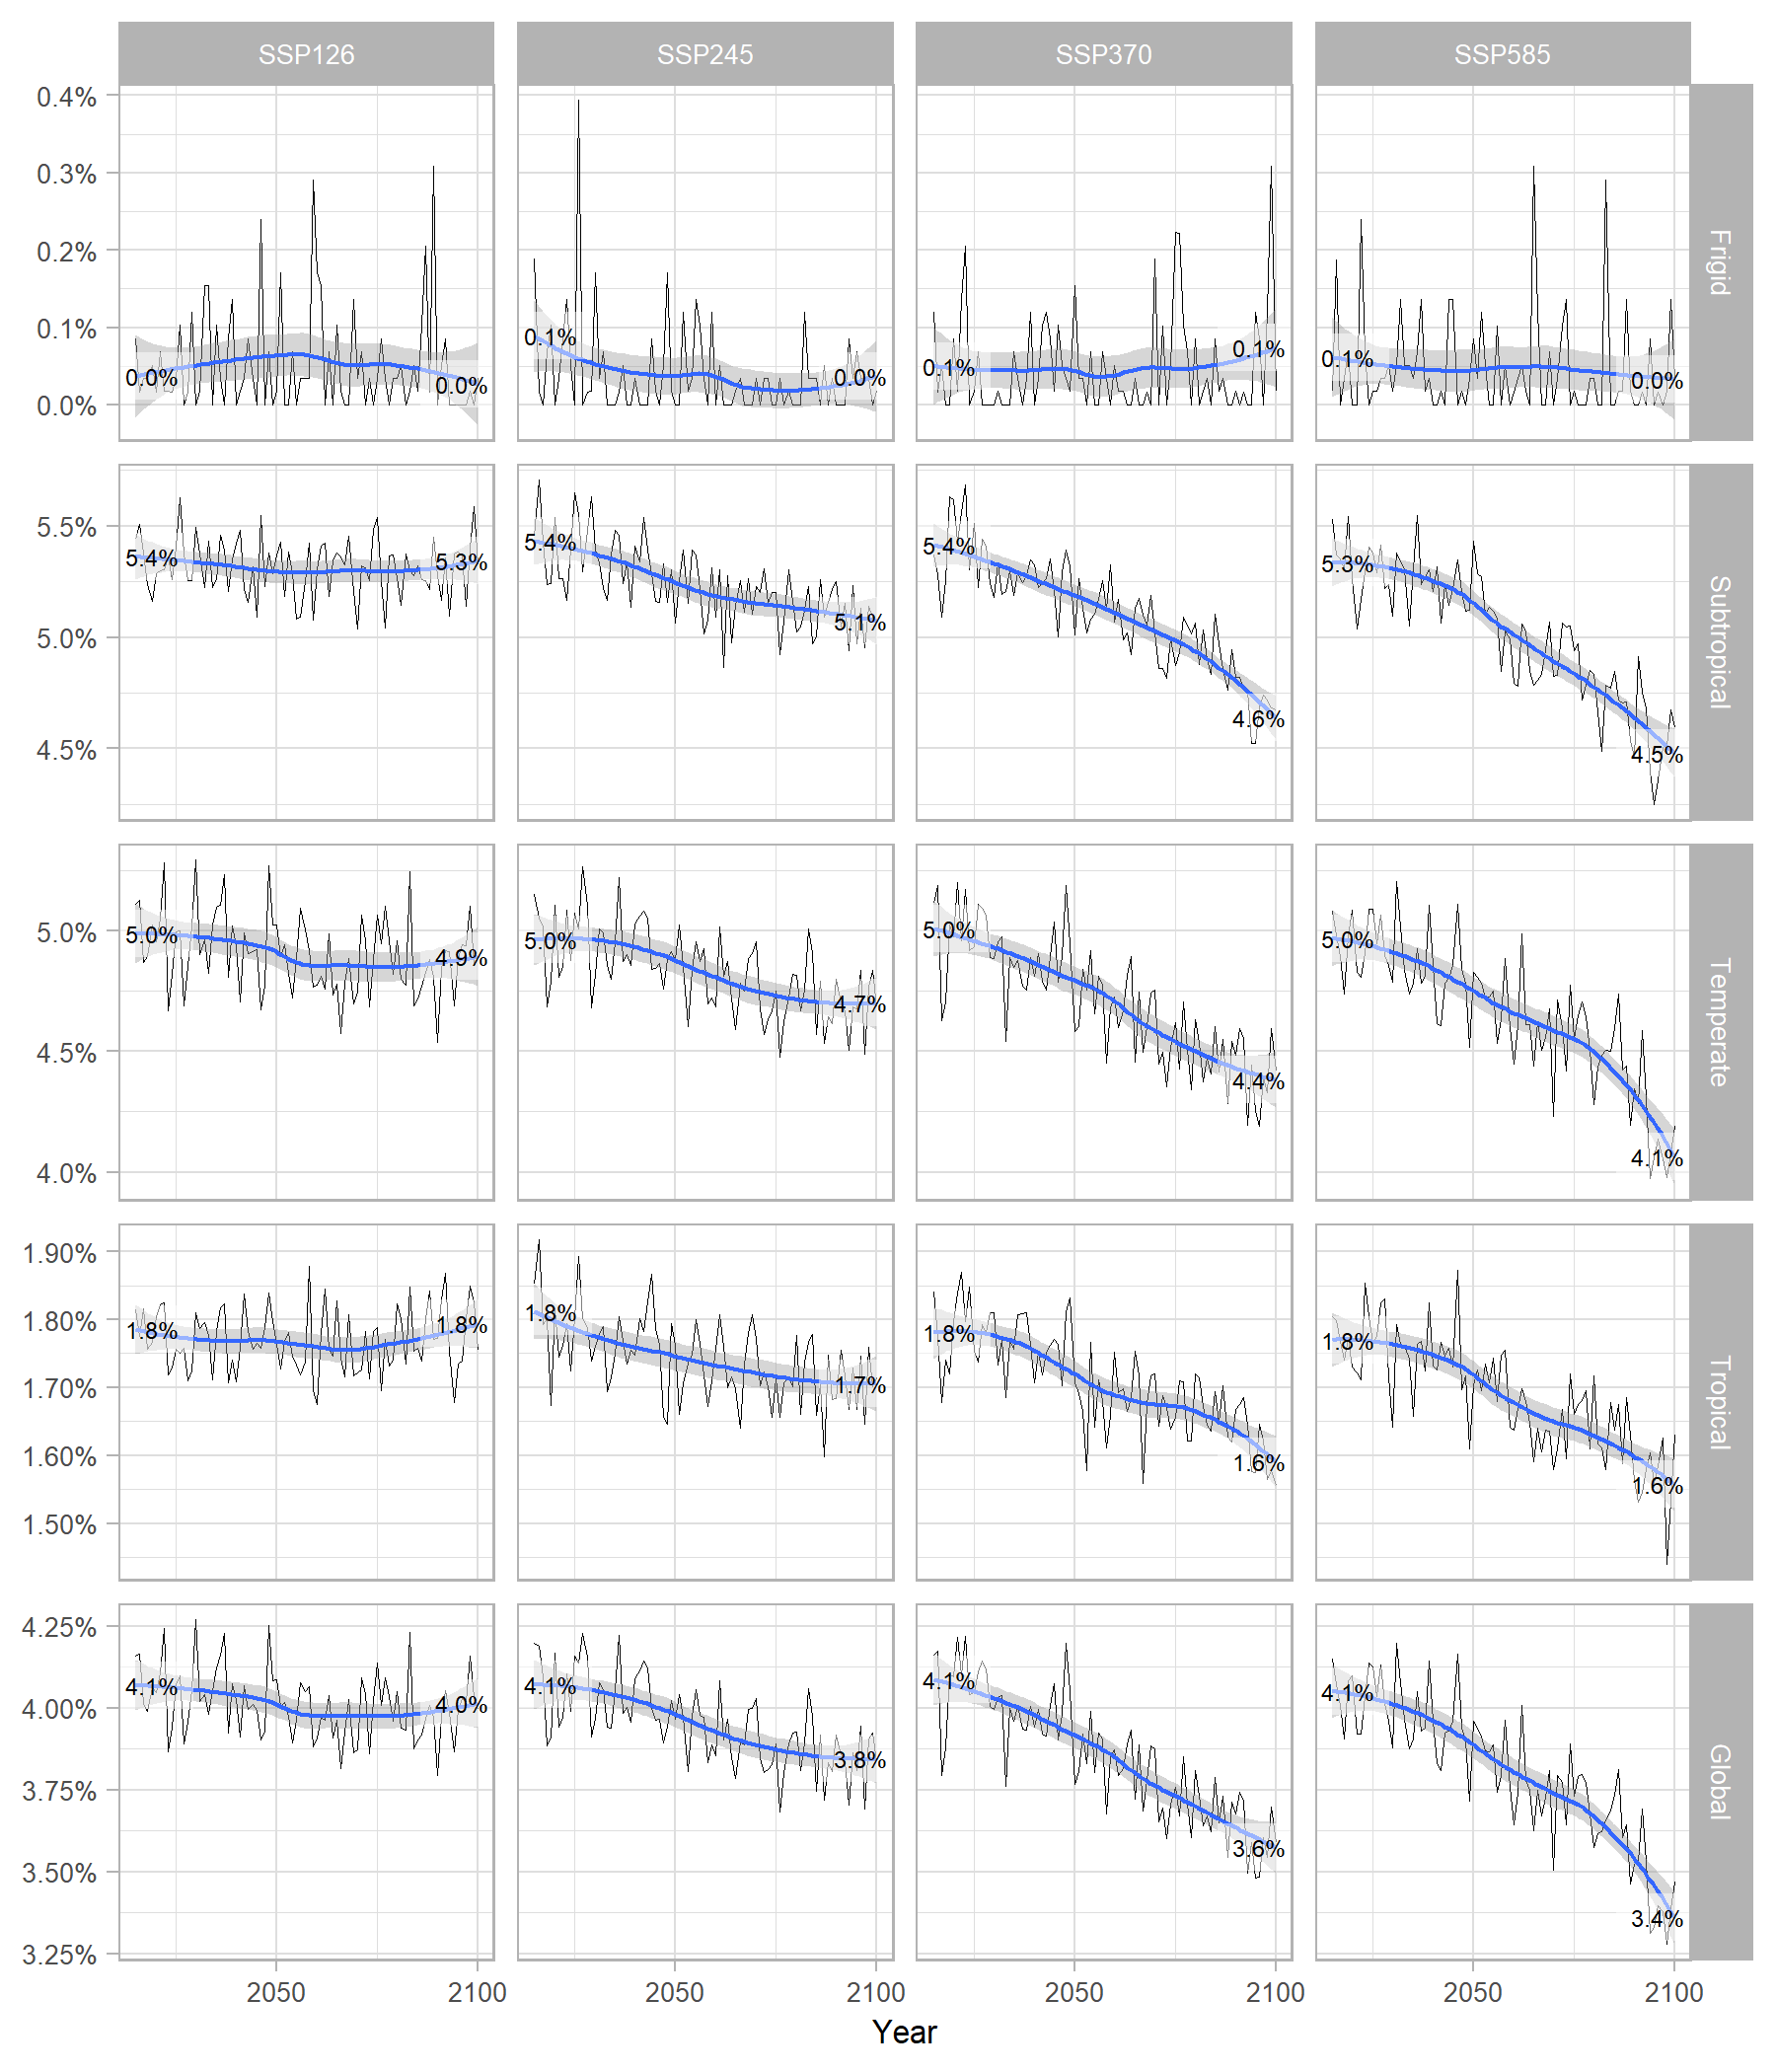 SSP126 SSP245 SSP370 SSP585
0.4%
0.3%
0.2%
0.1%
0.0%
0.0% 0.0% 0.1% 0.0% 0.1% 0.1% 0.1% 0.0%
Frigid
5.5%
5.0%
4.5%
5.4% 5.3% 5.4% 5.1% 5.4% 4.6% 5.3% 4.5%
Subtropical
5.0%
4.5%
4.0%
5.0% 4.9% 5.0% 4.7% 5.0% 4.4% 5.0% 4.1%
Temperate
1.90%
1.80%
1.70%
1.60%
1.50%
1.8% 1.8% 1.8% 1.7% 1.8% 1.6% 1.8% 1.6%
Tropical
4.25%
4.00%
3.75%
3.50%
3.25%
4.1% 4.0% 4.1% 3.8% 4.1% 3.6% 4.1% 3.4%
Global
2050 2100 2050 2100 2050 2100 2050 2100
Year